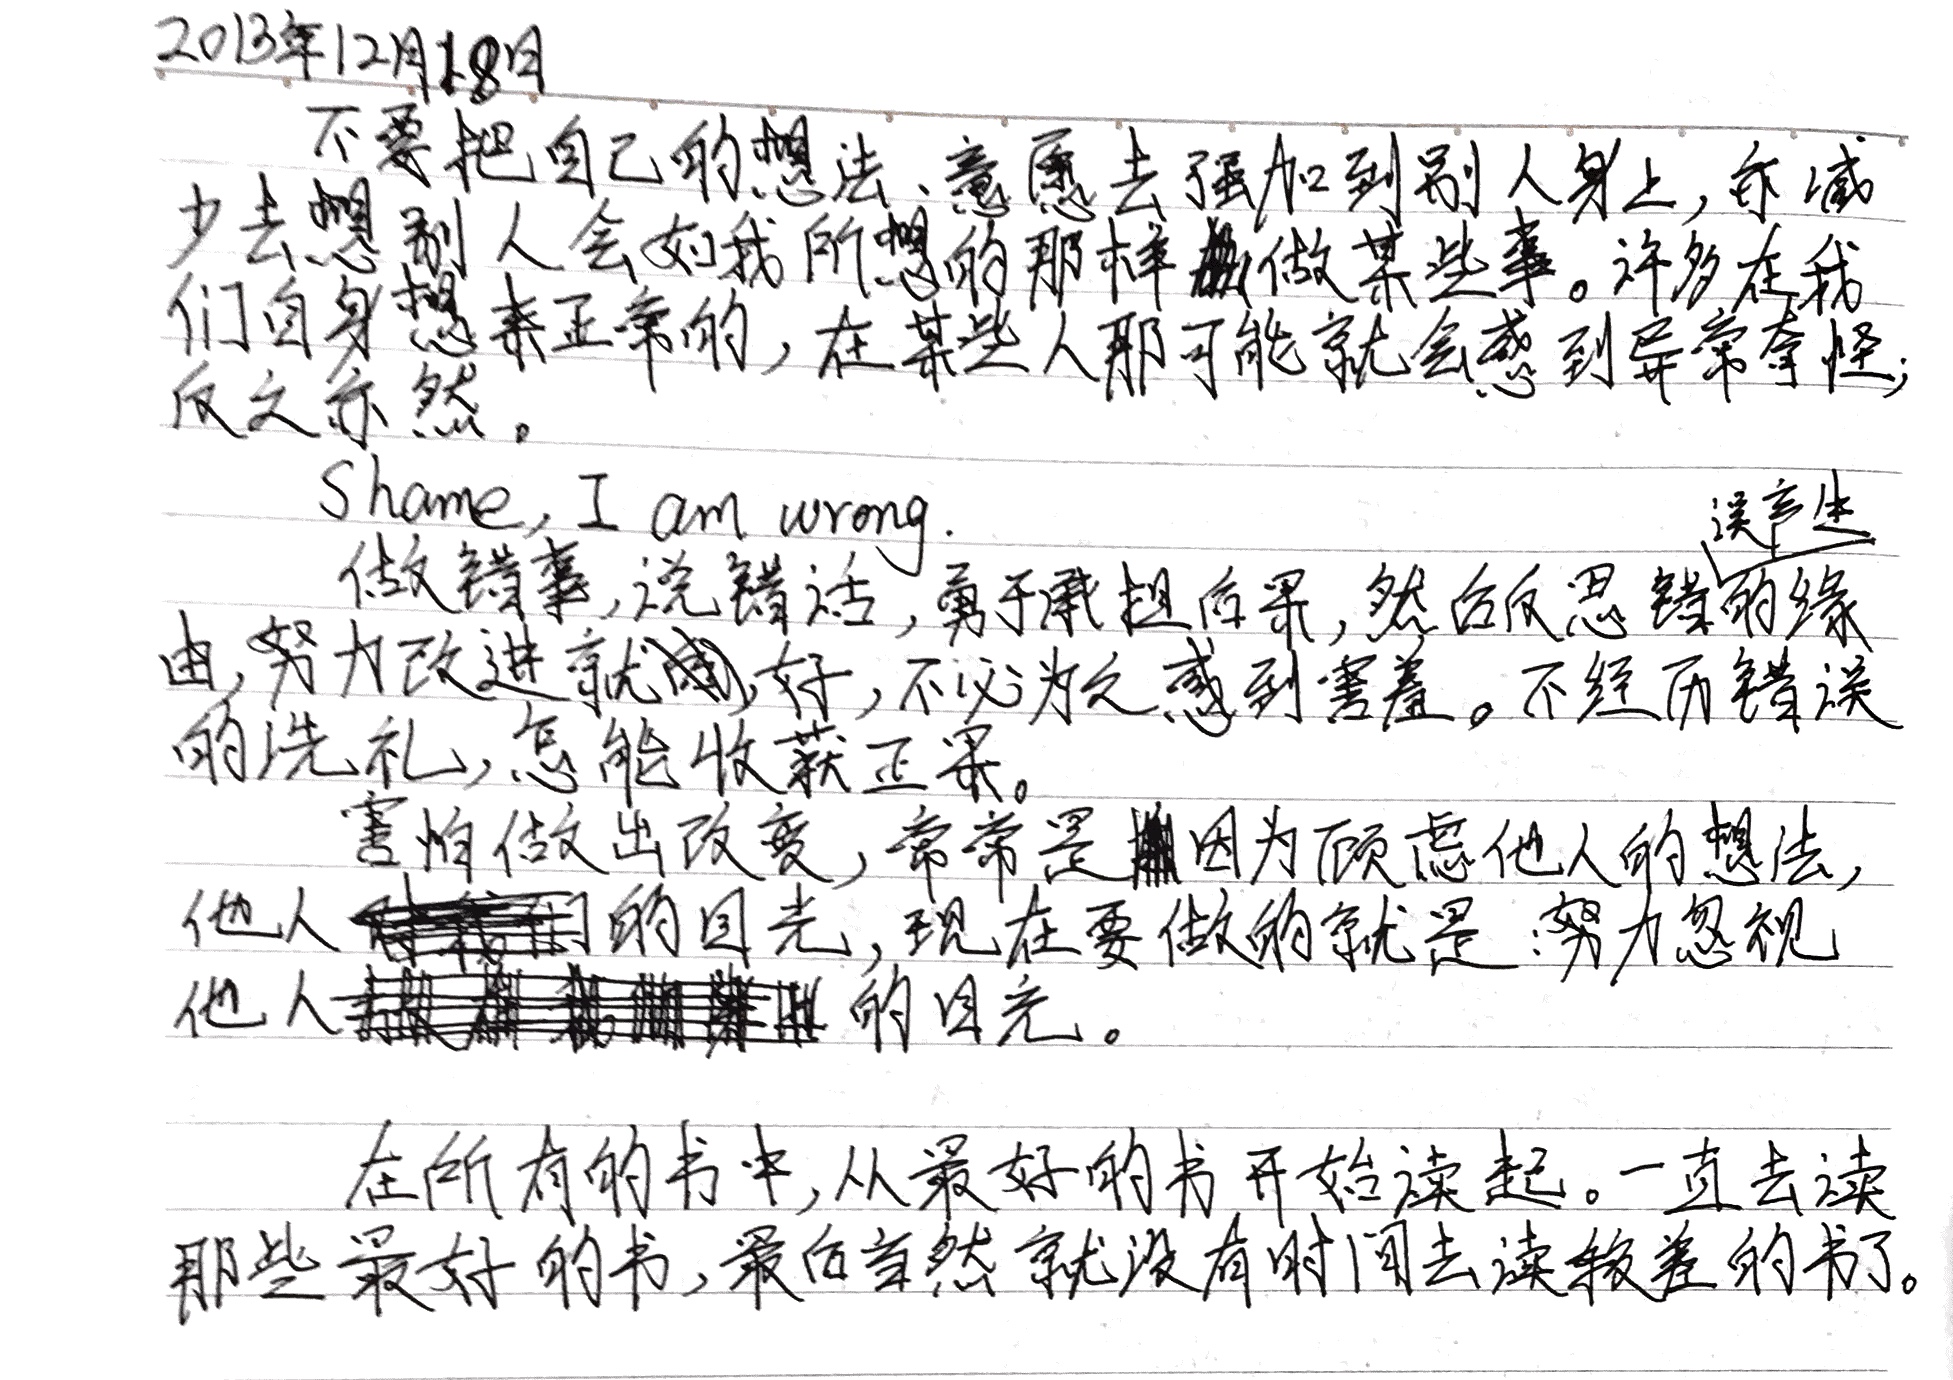 2013年12月18日
不要把自己的想法、意愿去强加到别人身上,亦减
少去想别人会如我所想的那样做某些事。许多在我
们自身想来正常的,在某些人那可能就会感到异常奇怪;
反之亦然。
Shame, I am wrong.
误产生
做错事,说错话,勇于承担后果,然后反思错的缘
由,努力改进就好,不必为之感到害羞。不经历错误
的洗礼,怎能收获正果。
害怕做出改变,常常是因为顾虑他人的想法,
他人的目光,现在要做的就是:努力忽视
他人的目光。
在所有的书中,从最好的书开始读起。一直去读
那些最好的书,最后自然就没有时间去读较差的书了。